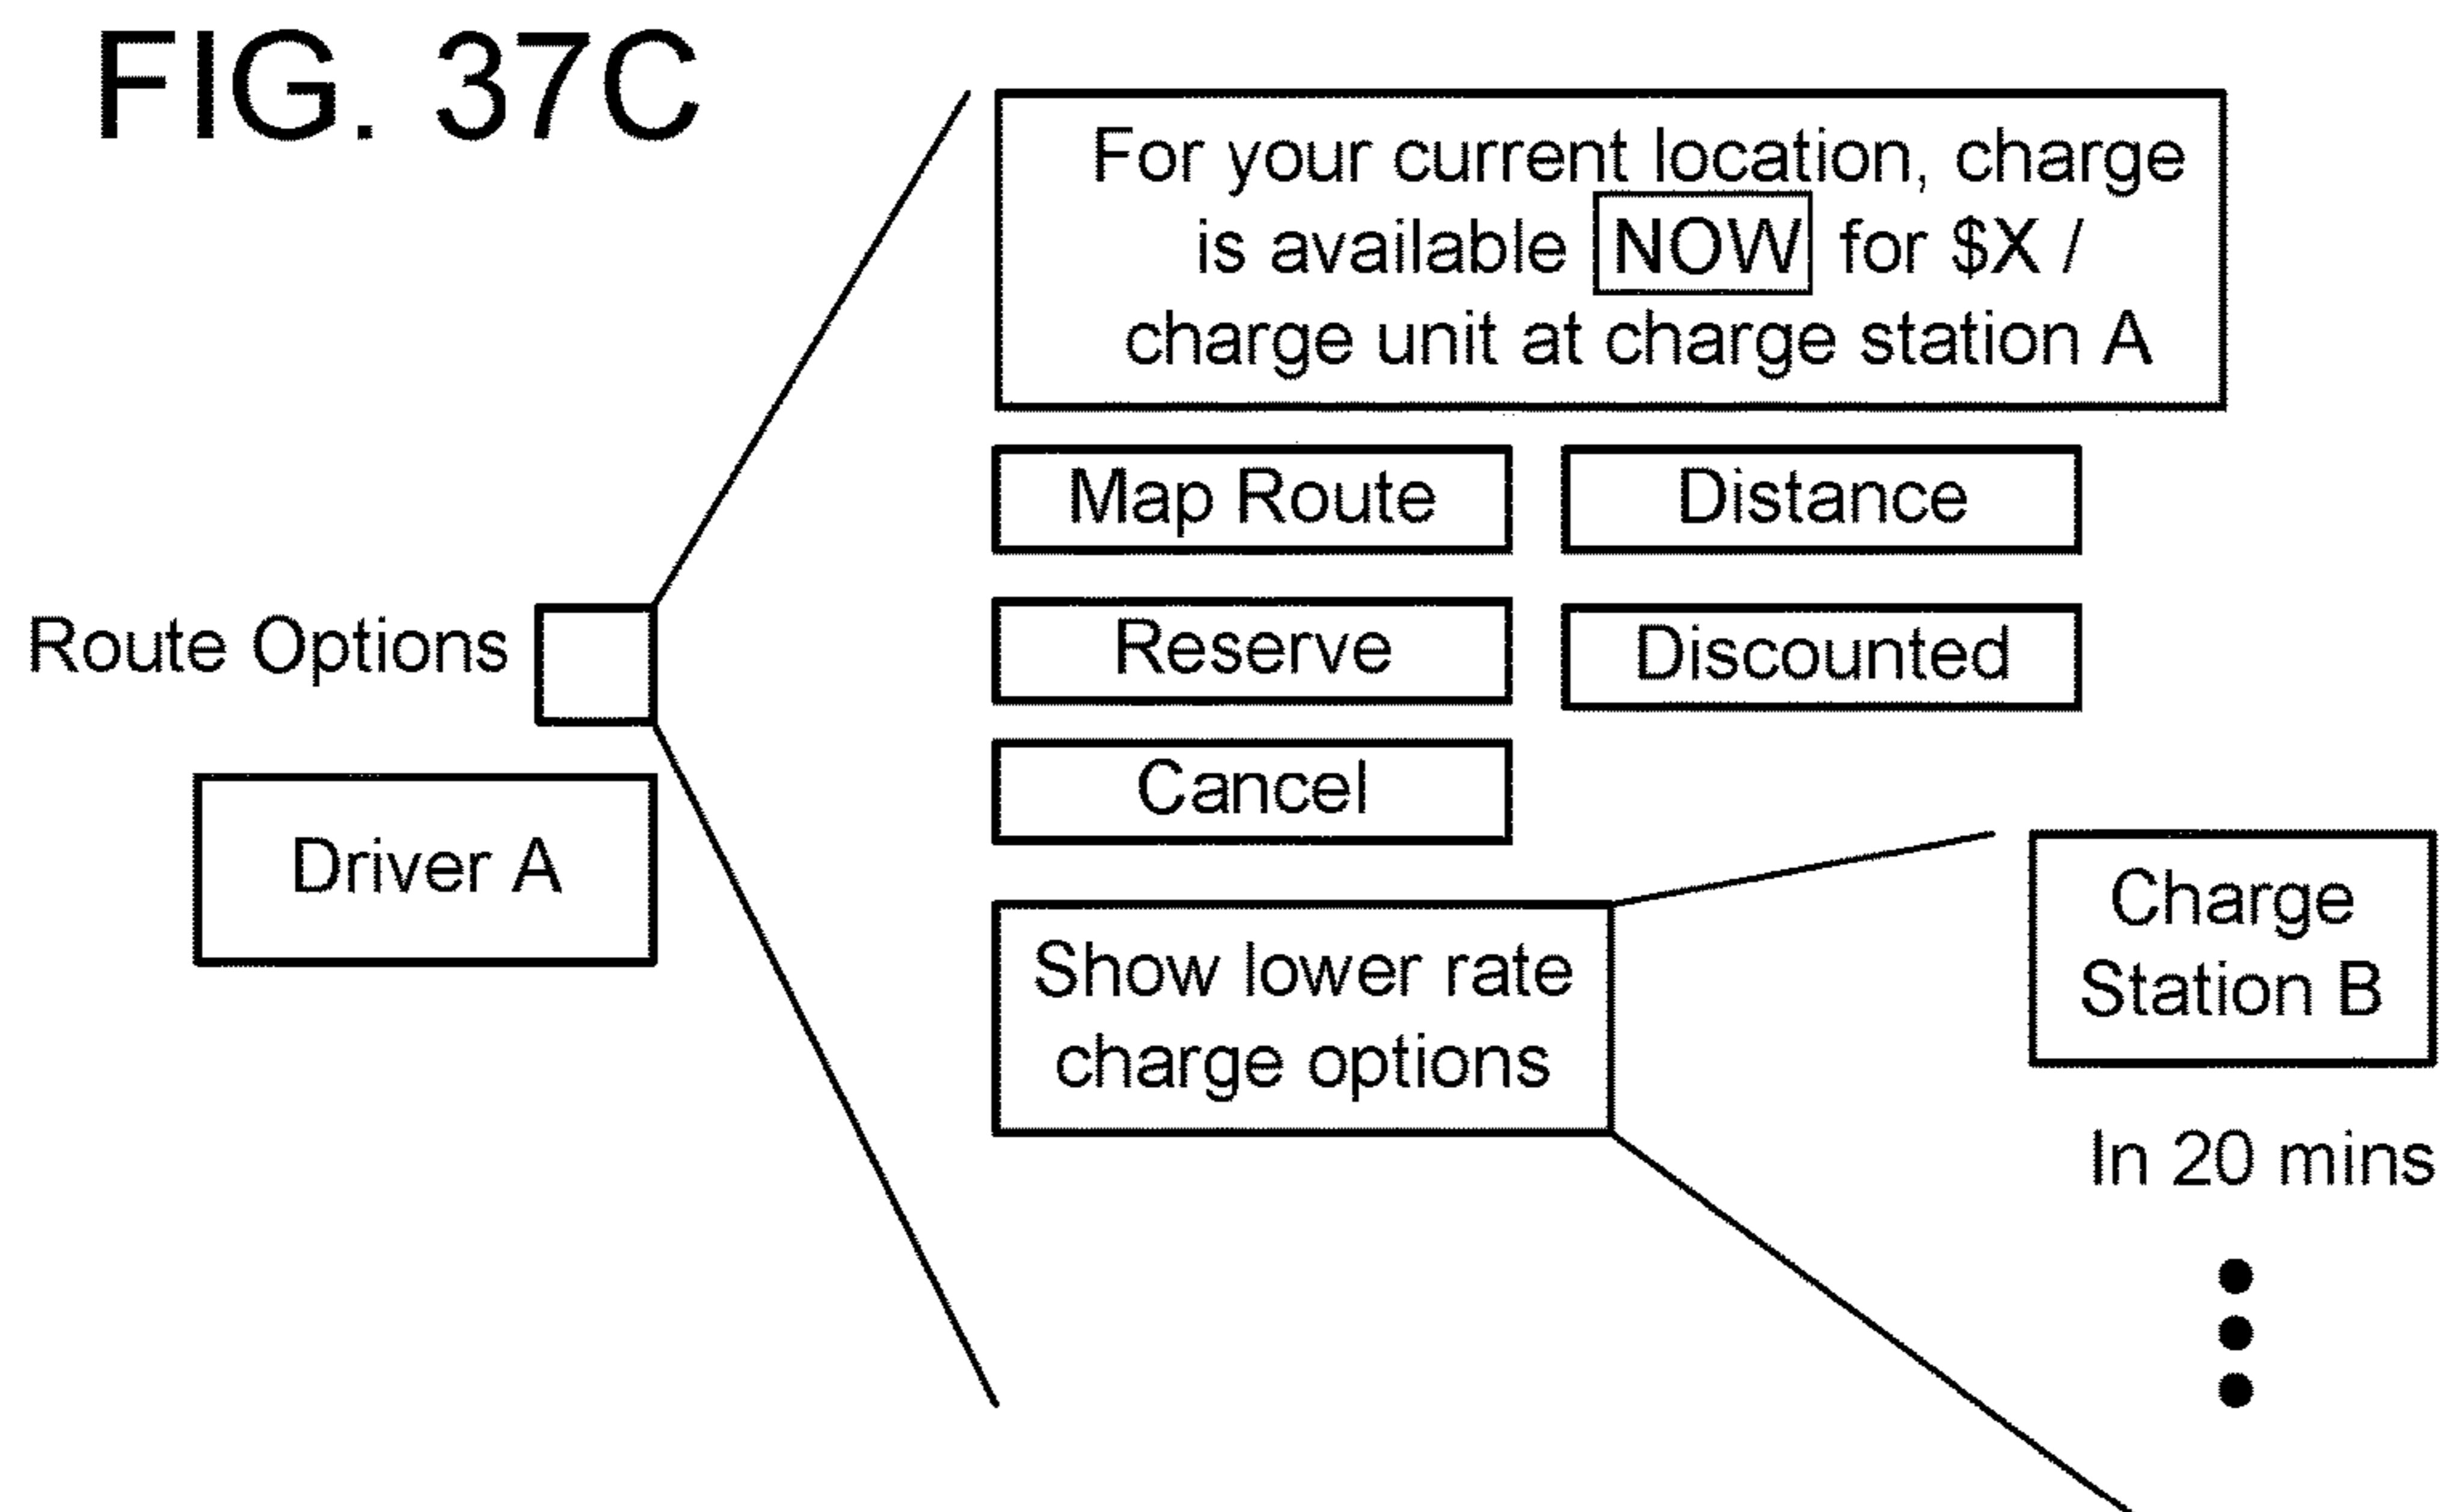 FIG. 37C
For your current location, charge
is available NOW for $X /
charge unit at charge station A
Map Route
Distance
Route Options
Reserve
Discounted
Cancel
Driver A
Show lower rate
charge options
Charge
Station B
In 20 mins